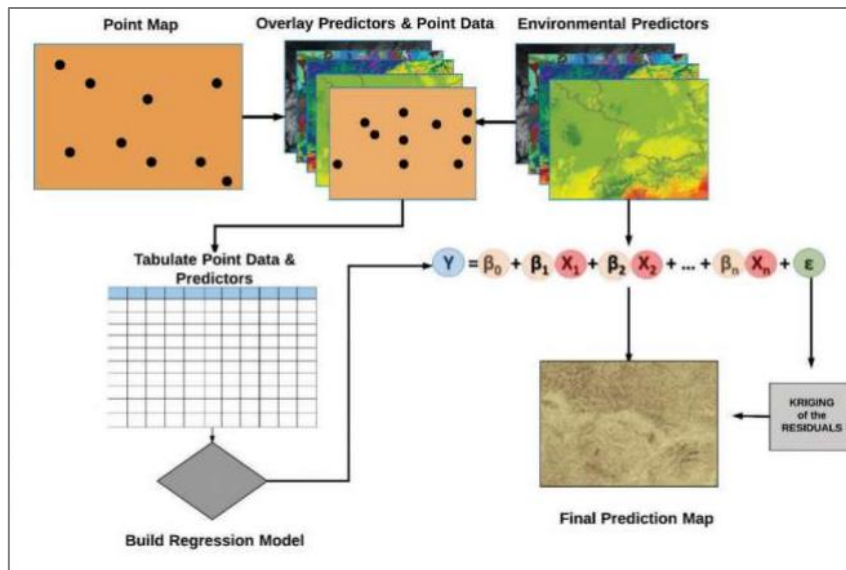 Point Map
Overlay Predictors & Point Data
Environmental Predictors
Tabulate Point Data &
Predictors
Y = β₀ + β₁ X₁ + β₂ X₂ + ... + βₙ Xₙ + ε
KRIGING
of the
RESIDUALS
Build Regression Model
Final Prediction Map